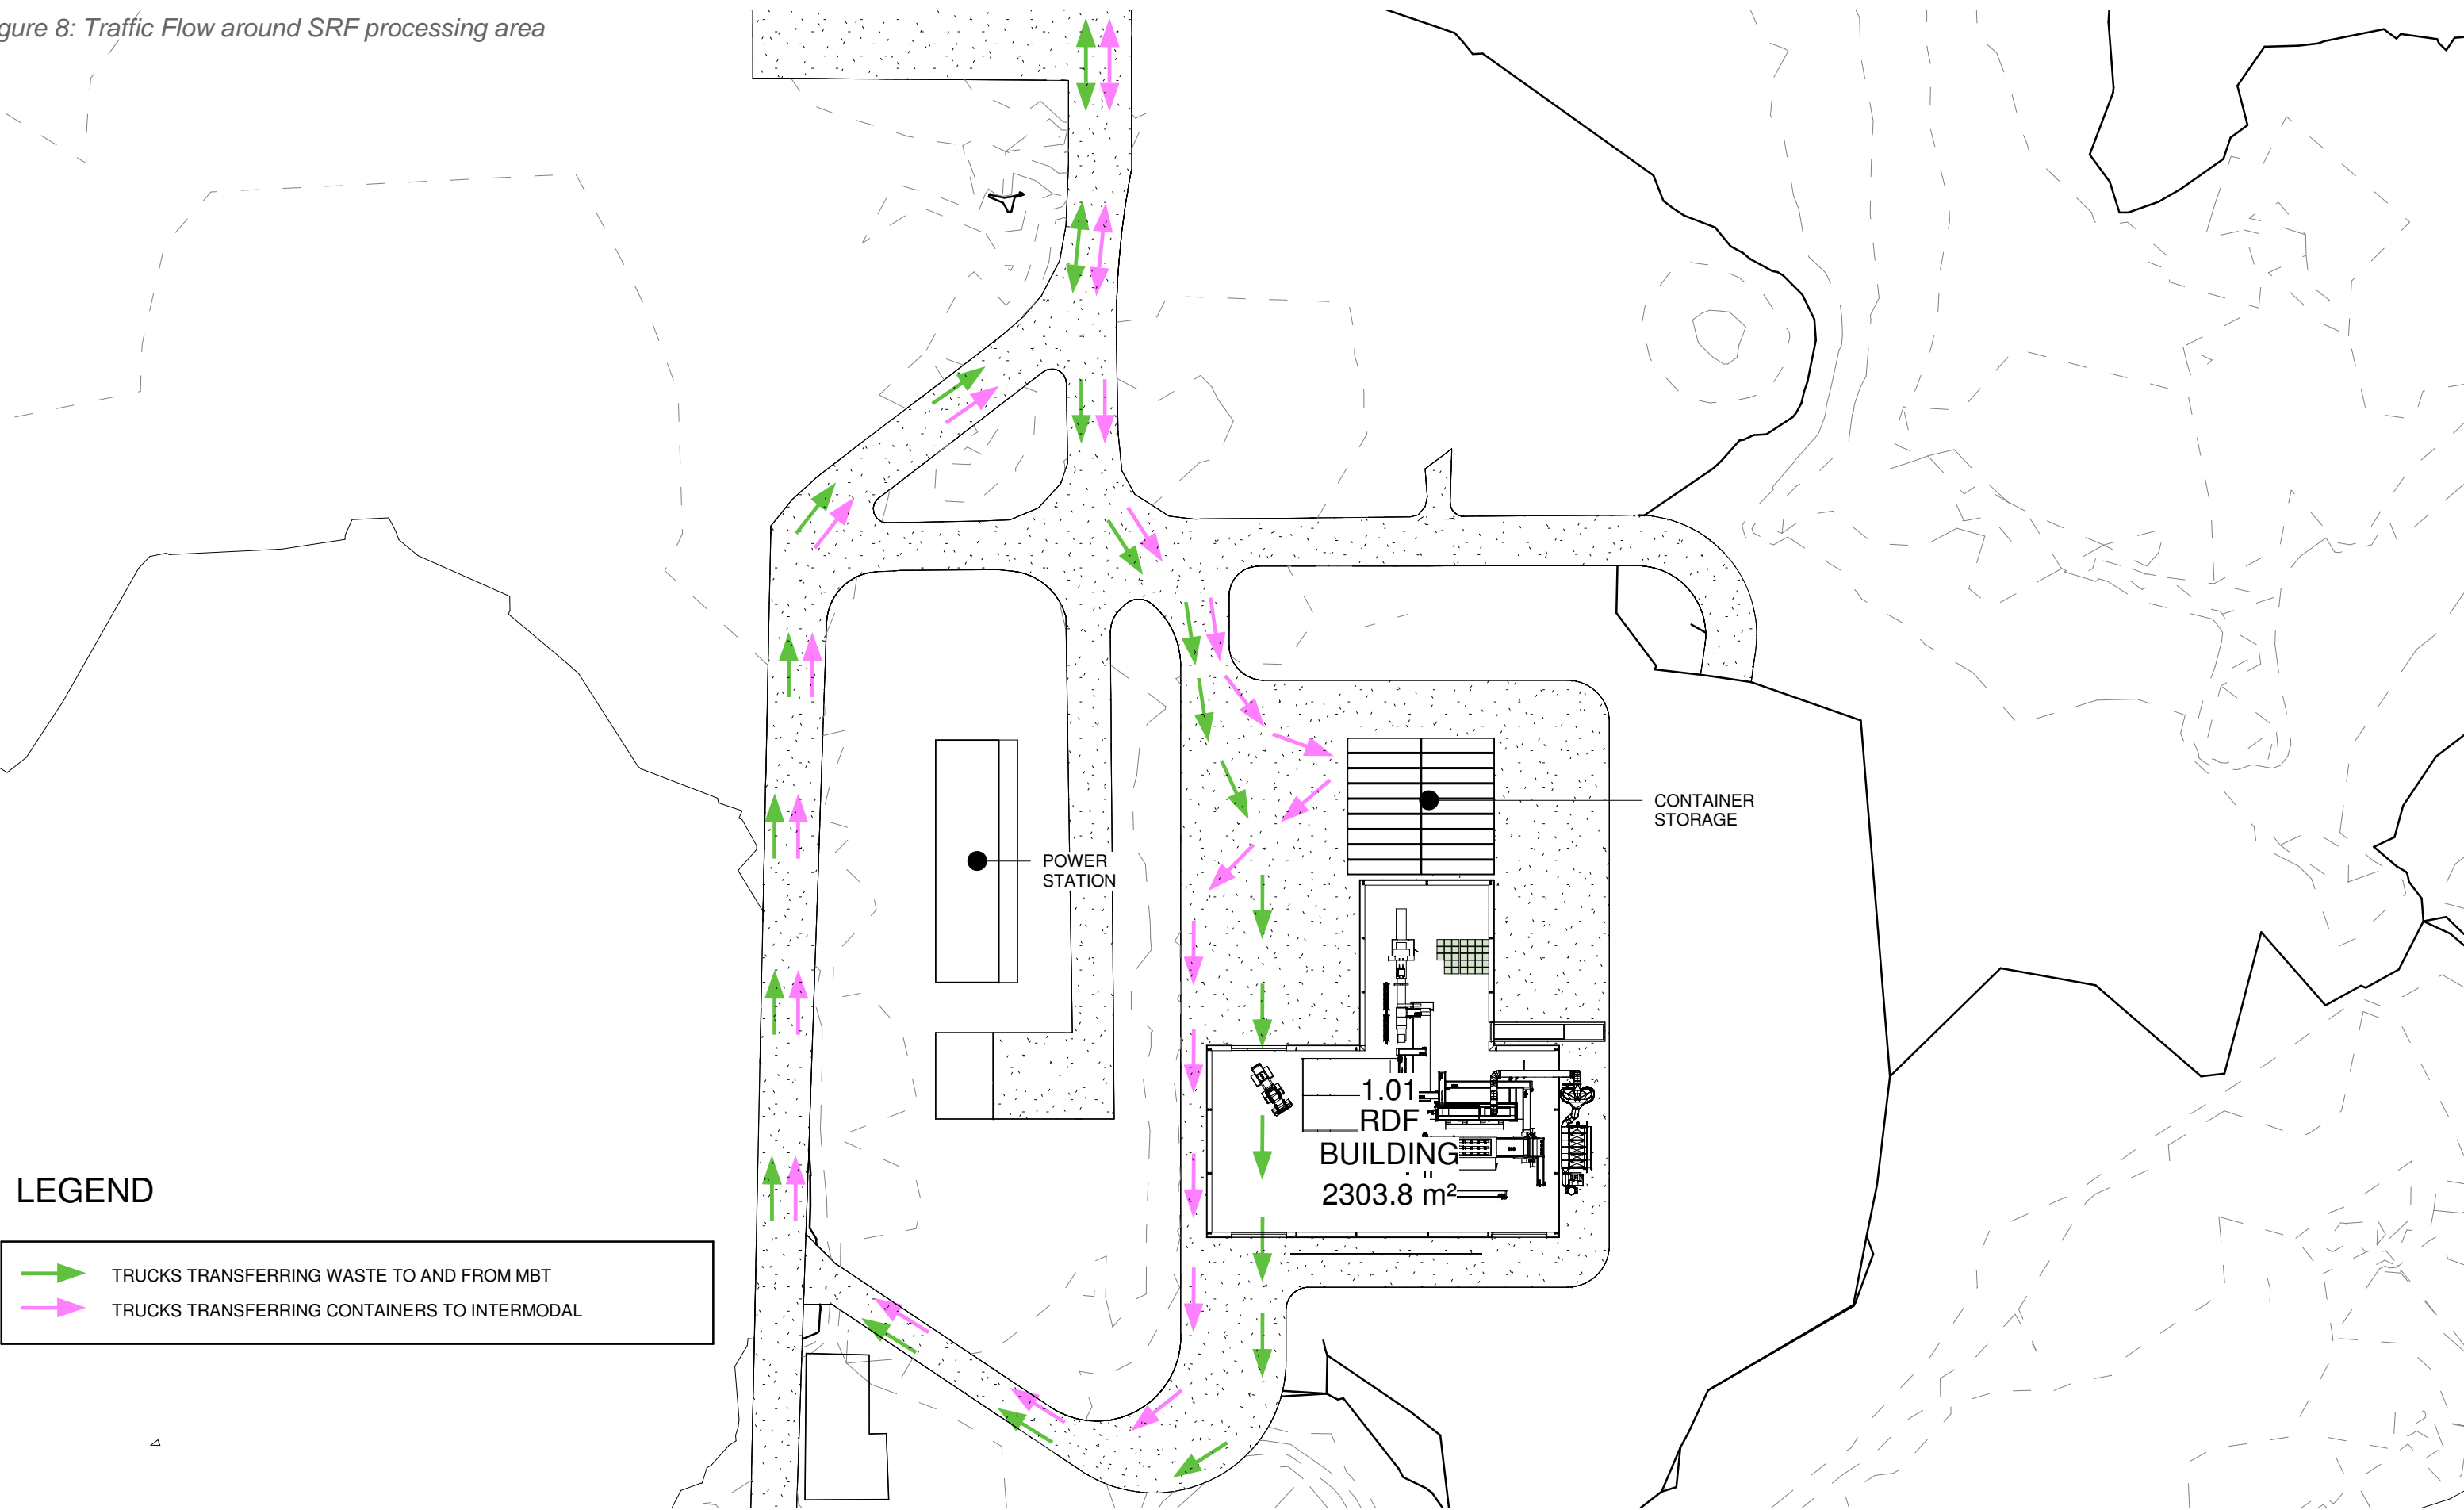 gure 8: Traffic Flow around SRF processing area
CONTAINER
STORAGE
POWER
STATION
1.01
RDF
BUILDING
2303.8 m²
LEGEND
TRUCKS TRANSFERRING WASTE TO AND FROM MBT
TRUCKS TRANSFERRING CONTAINERS TO INTERMODAL